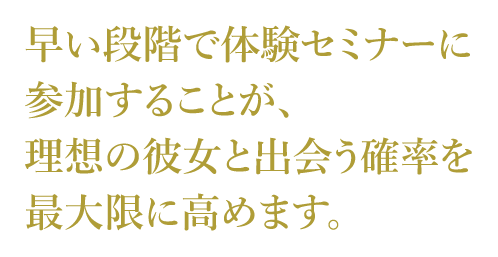 早い段階で体験セミナーに
参加することが、
理想の彼女と出会う確率を
最大限に高めます。